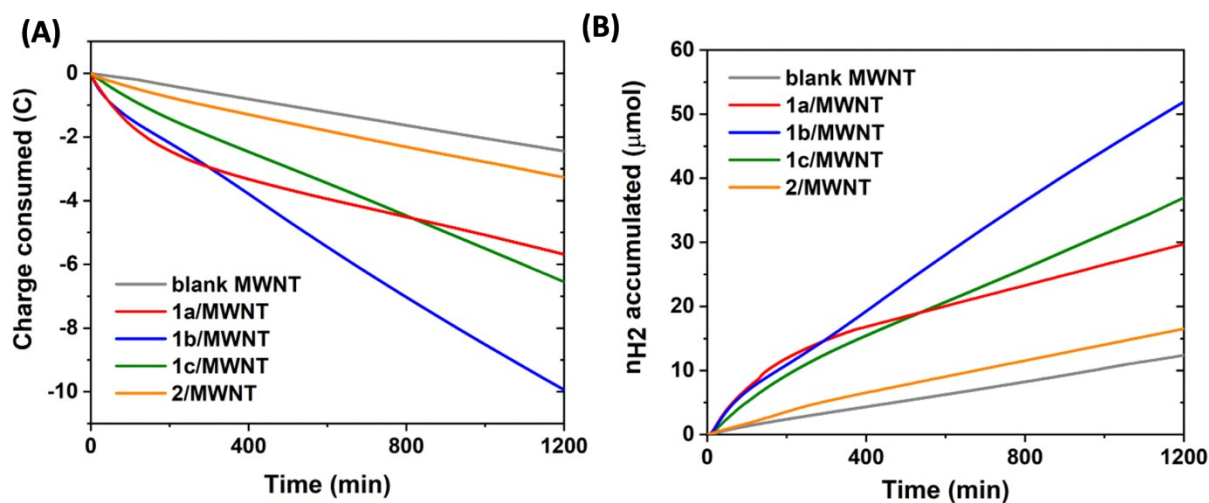 (A)
Charge consumed (C)
0
-2
-4
-6
-8
-10
blank MWNT
1a/MWNT
1b/MWNT
1c/MWNT
2/MWNT
0
400
800
1200
Time (min)
(B)
nH2 accumulated (μmol)
60
50
40
30
20
10
0
blank MWNT
1a/MWNT
1b/MWNT
1c/MWNT
2/MWNT
0
400
800
1200
Time (min)